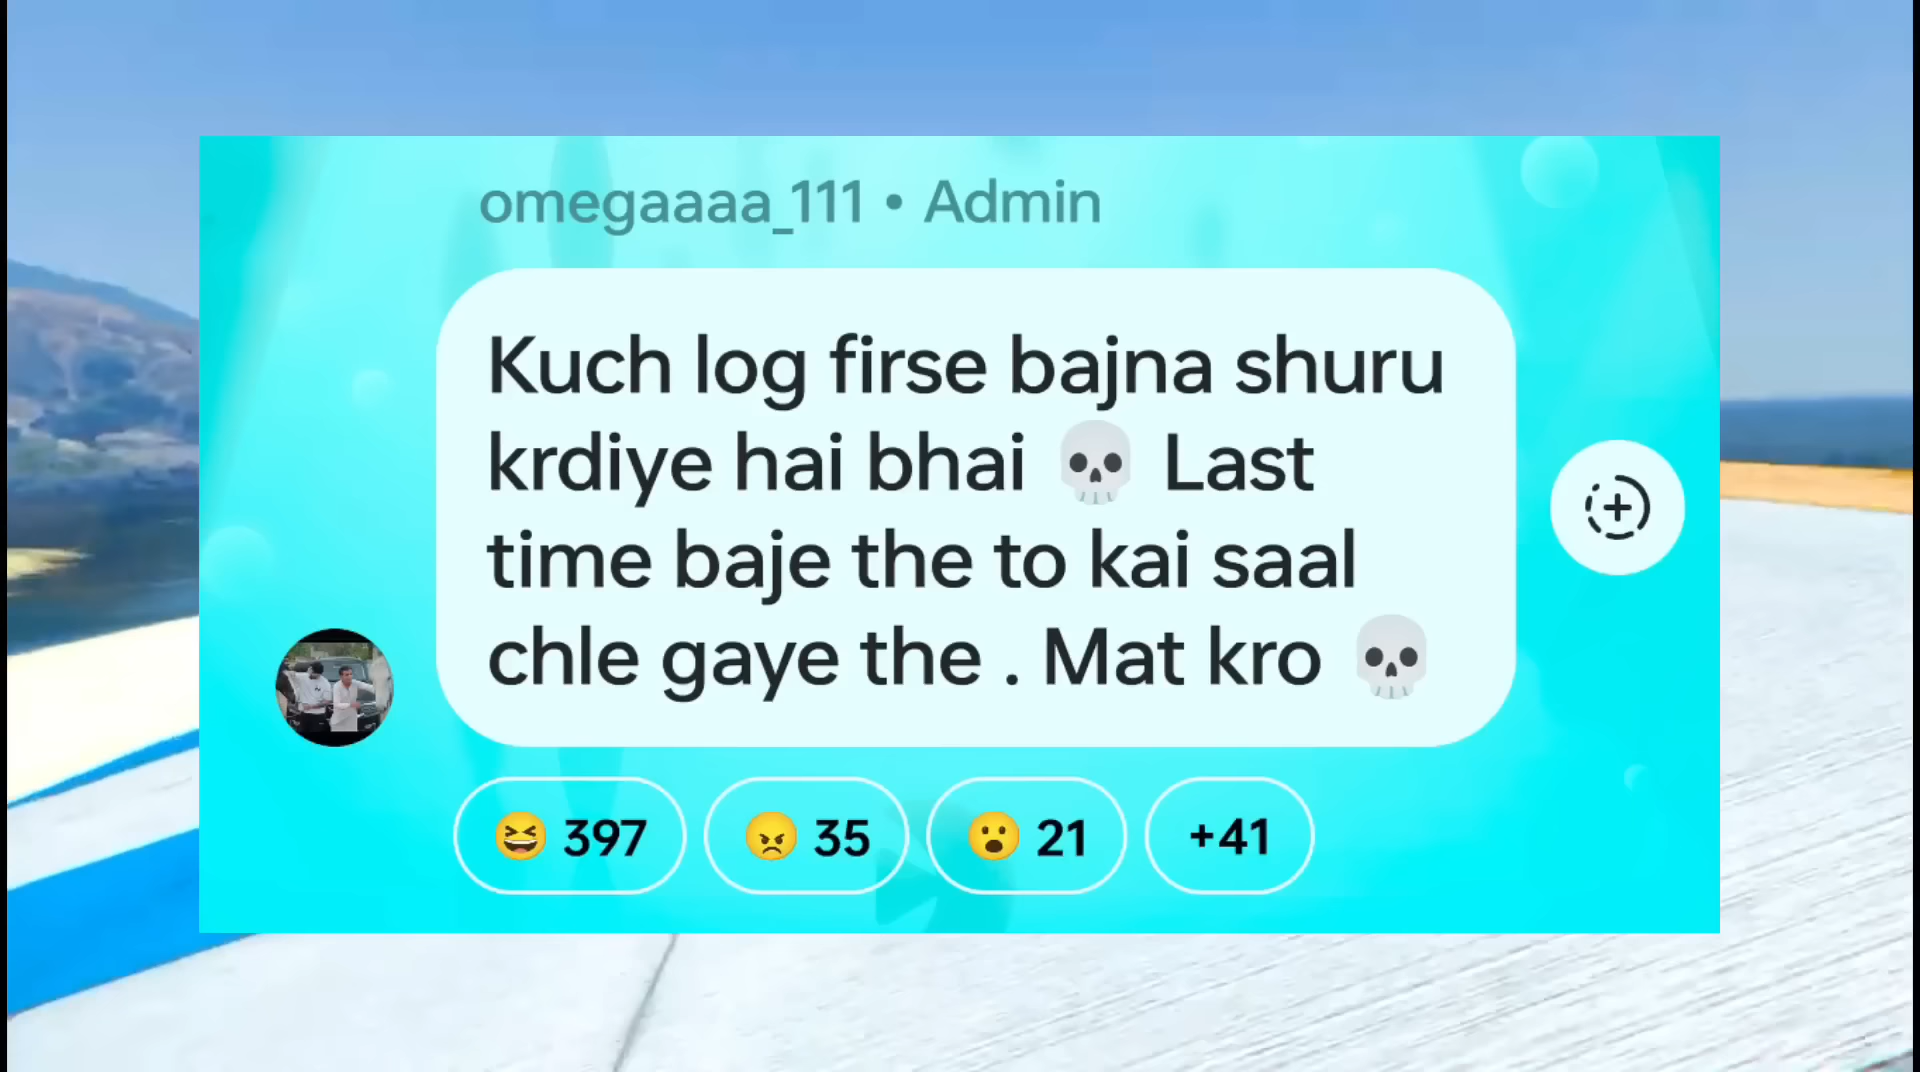 omegaaaa_111 • Admin
Kuch log firse bajna shuru
krdiye hai bhai 💀 Last
time baje the to kai saal
chle gaye the . Mat kro 💀
😆 397 😠 35 😮 21 +41